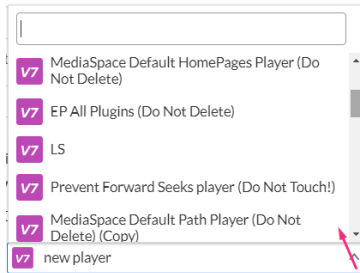 V7 MediaSpace Default HomePages Player (Do
Not Delete)
V7 EP All Plugins (Do Not Delete)
V7 LS
V7 Prevent Forward Seeks player (Do Not Touch!)
V7 MediaSpace Default Path Player (Do Not
Delete) (Copy)
V7 new player